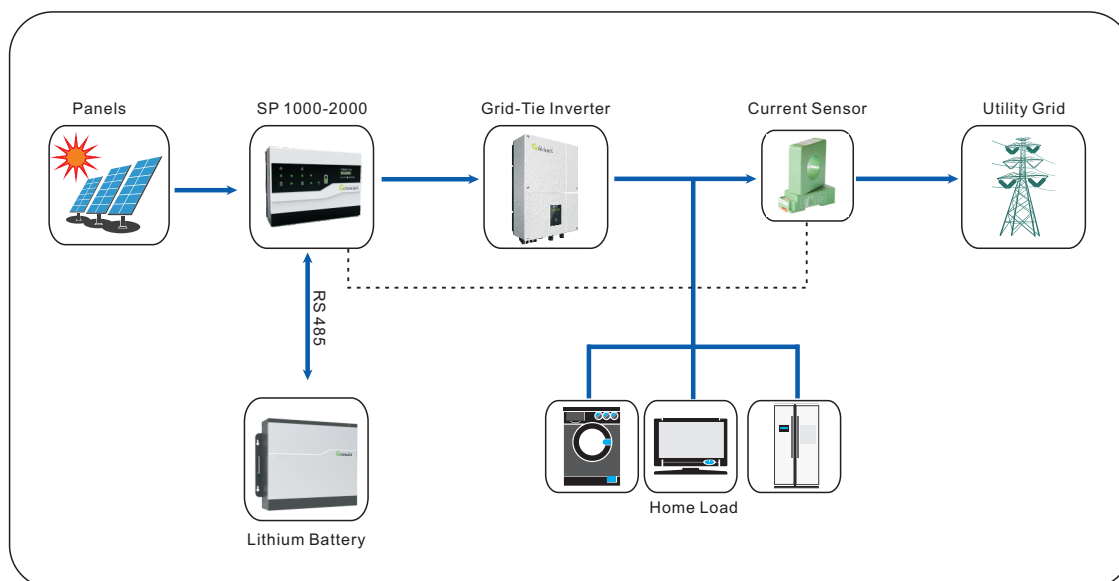 Panels
SP 1000-2000
Grid-Tie Inverter
Current Sensor
Utility Grid
RS 485
Home Load
Lithium Battery